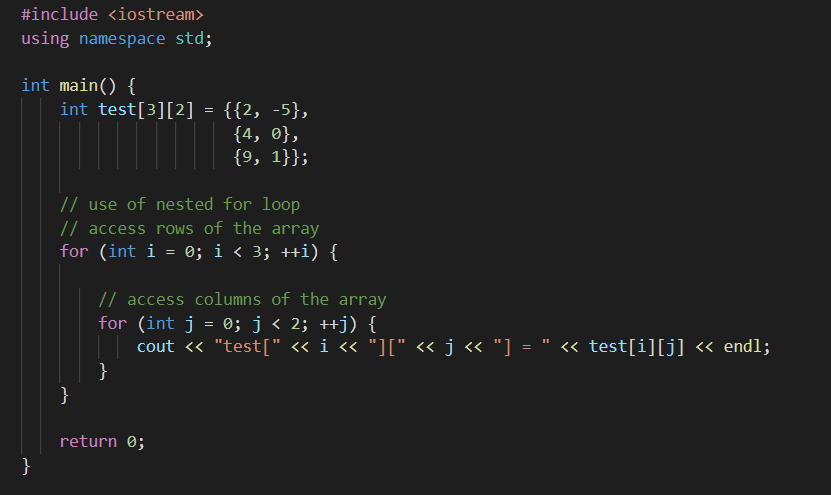 #include <iostream>
using namespace std;
int main() {
    int test[3][2] = {{2, -5},
                      {4, 0},
                      {9, 1}};
    // use of nested for loop
    // access rows of the array
    for (int i = 0; i < 3; ++i) {
        // access columns of the array
        for (int j = 0; j < 2; ++j) {
            cout << "test[" << i << "][" << j << "] = " << test[i][j] << endl;
        }
    }
    return 0;
}